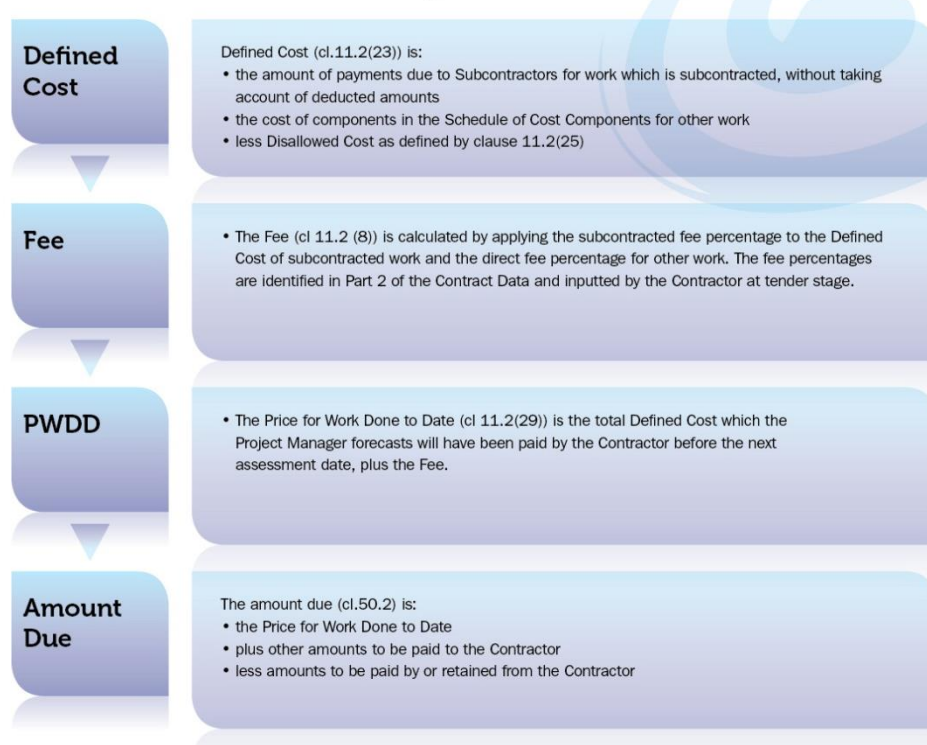 Defined
Cost
Defined Cost (cl.11.2(23)) is:
• the amount of payments due to Subcontractors for work which is subcontracted, without taking
account of deducted amounts
• the cost of components in the Schedule of Cost Components for other work
• less Disallowed Cost as defined by clause 11.2(25)
Fee
• The Fee (cl 11.2 (8)) is calculated by applying the subcontracted fee percentage to the Defined
Cost of subcontracted work and the direct fee percentage for other work. The fee percentages
are identified in Part 2 of the Contract Data and inputted by the Contractor at tender stage.
PWDD
• The Price for Work Done to Date (cl 11.2(29)) is the total Defined Cost which the
Project Manager forecasts will have been paid by the Contractor before the next
assessment date, plus the Fee.
Amount
Due
The amount due (cl.50.2) is:
• the Price for Work Done to Date
• plus other amounts to be paid to the Contractor
• less amounts to be paid by or retained from the Contractor